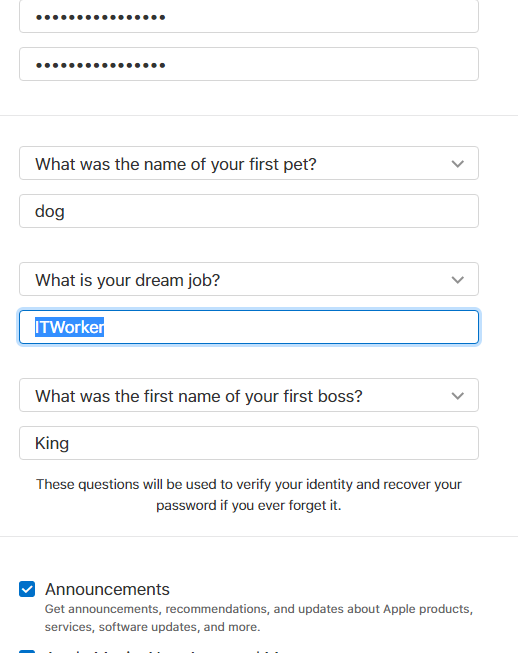 ••••••••••••••••
••••••••••••••••
What was the name of your first pet?
dog
What is your dream job?
ITWorker
What was the first name of your first boss?
King
These questions will be used to verify your identity and recover your
password if you ever forget it.
Announcements
Get announcements, recommendations, and updates about Apple products,
services, software updates, and more.